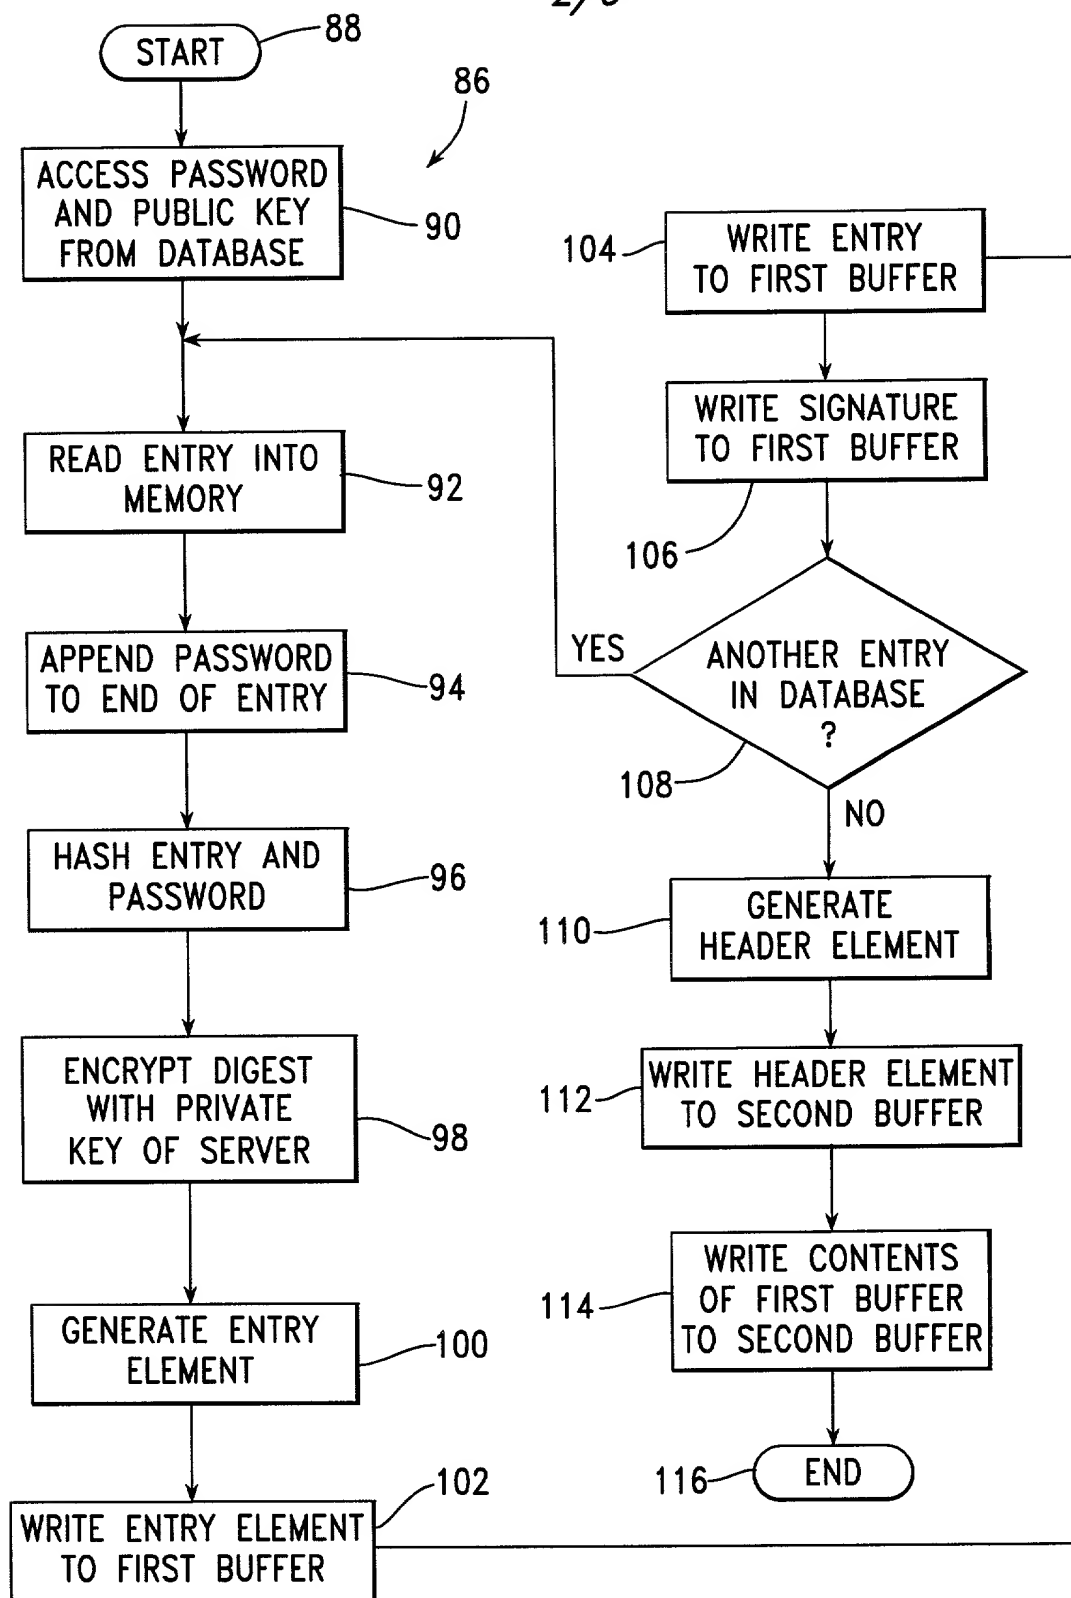 START
88
86
ACCESS PASSWORD
AND PUBLIC KEY
FROM DATABASE
90
READ ENTRY INTO
MEMORY
92
APPEND PASSWORD
TO END OF ENTRY
94
HASH ENTRY AND
PASSWORD
96
ENCRYPT DIGEST
WITH PRIVATE
KEY OF SERVER
98
GENERATE ENTRY
ELEMENT
100
WRITE ENTRY ELEMENT
TO FIRST BUFFER
102
104
WRITE ENTRY
TO FIRST BUFFER
WRITE SIGNATURE
TO FIRST BUFFER
106
YES
ANOTHER ENTRY
IN DATABASE
?
108
NO
110
GENERATE
HEADER ELEMENT
112
WRITE HEADER ELEMENT
TO SECOND BUFFER
114
WRITE CONTENTS
OF FIRST BUFFER
TO SECOND BUFFER
116
END